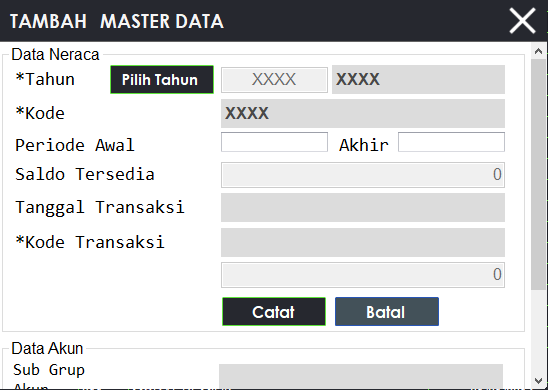 TAMBAH MASTER DATA
Data Neraca
*Tahun Pilih Tahun XXXX XXXX
*Kode XXXX
Periode Awal Akhir
Saldo Tersedia 0
Tanggal Transaksi
*Kode Transaksi
0
Catat Batal
Data Akun
Sub Grup
Akun